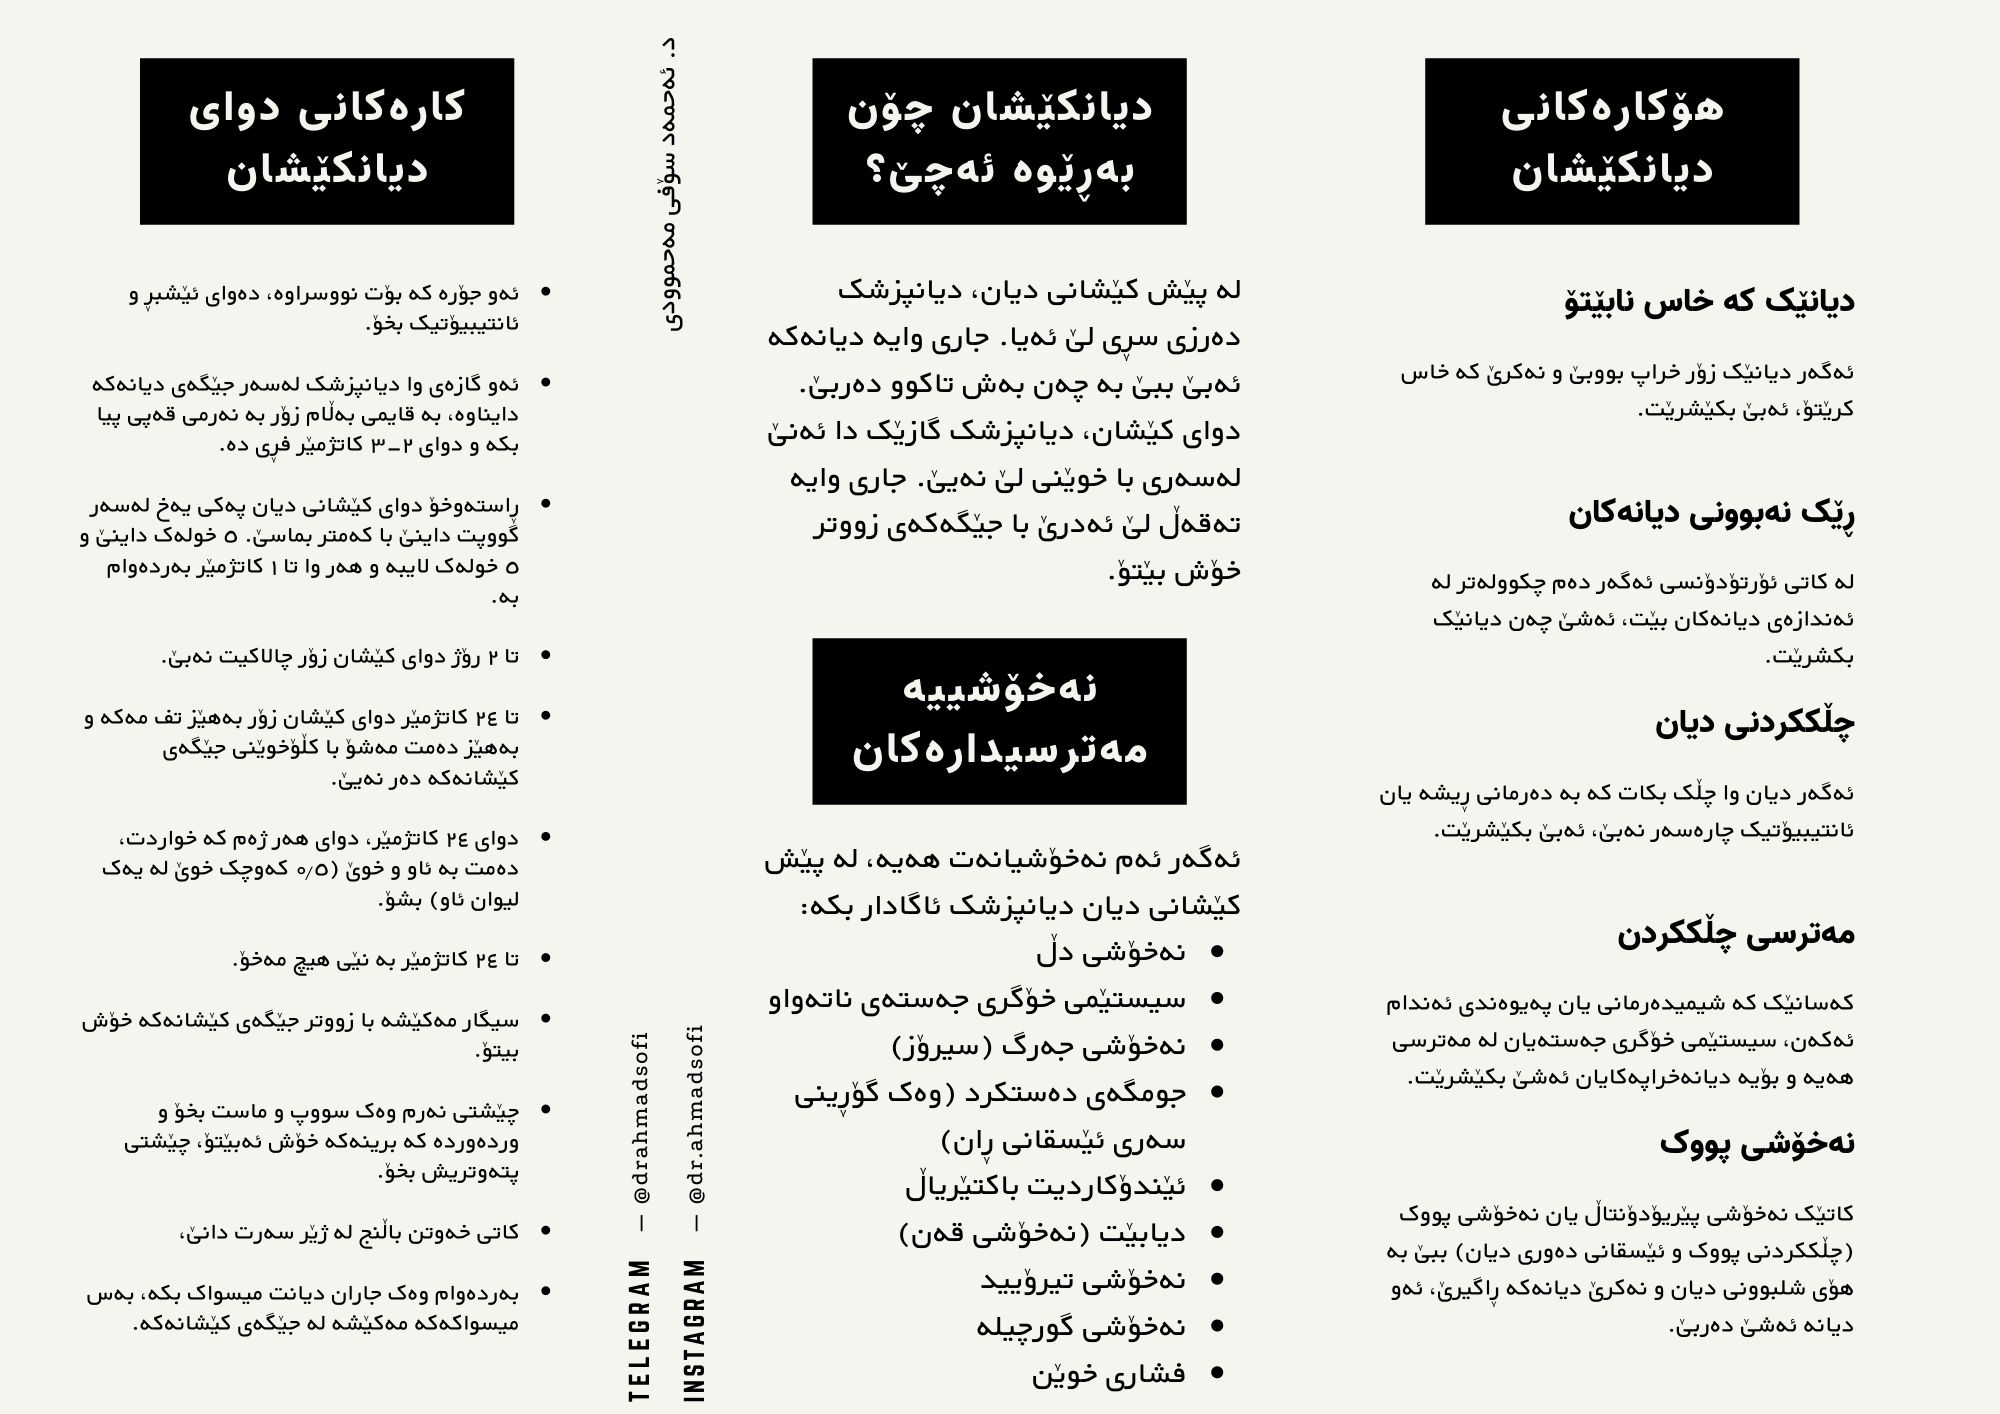 هۆکارەکانی
دیانکێشان
دیانێک کە خاس نابێتۆ
ئەگەر دیانێک زۆر خراپ بووبێ و نەکرێ کە خاس
کرێتۆ، ئەبێ بکێشرێت.
ڕێک نەبوونی دیانەکان
لە کاتی ئۆرتۆدۆنسی ئەگەر دەم چکوولەتر لە
ئەندازەی دیانەکان بێت، ئەشێ چەن دیانێک
بکشرێت.
چڵککردنی دیان
ئەگەر دیان وا چڵک بکات کە بە دەرمانی ڕیشە یان
ئانتیبیۆتیک چارەسەر نەبێ، ئەبێ بکێشرێت.
مەترسی چڵککردن
کەسانێک کە شیمیدەرمانی یان پەیوەندی ئەندام
ئەکەن، سیستێمی خۆگری جەستەیان لە مەترسی
هەیە و بۆیە دیانەخراپەکایان ئەشێ بکێشرێت.
نەخۆشی پووک
کاتێک نەخۆشی پێریۆدۆنتاڵ یان نەخۆشی پووک
(چڵککردنی پووک و ئێسقانی دەوری دیان) ببێ بە
هۆی شلبوونی دیان و نەکرێ دیانەکە ڕاگیرێ، ئەو
دیانە ئەشێ دەربێ.
دیانکێشان چۆن
بەڕێوە ئەچێ؟
لە پێش کێشانی دیان، دیانپزشک
دەرزی سڕی لێ ئەیا. جاری وایە دیانەکە
ئەبێ ببێ بە چەن بەش تاکوو دەربێ.
دوای کێشان، دیانپزشک گازێک دا ئەنێ
لەسەری با خوێنی لێ نەیێ. جاری وایە
تەقەڵ لێ ئەدرێ با جێگەکەی زووتر
خۆش بێتۆ.
نەخۆشییە
مەترسیدارەکان
ئەگەر ئەم نەخۆشیانەت هەیە، لە پێش
کێشانی دیان دیانپزشک ئاگادار بکە:
• نەخۆشی دڵ
• سیستێمی خۆگری جەستەی ناتەواو
• نەخۆشی جەرگ (سیرۆز)
• جومگەی دەستکرد (وەک گۆڕینی
سەری ئێسقانی ڕان)
• ئێندۆکاردیت باکتێریاڵ
• دیابێت (نەخۆشی قەن)
• نەخۆشی تیرۆیید
• نەخۆشی گورچیلە
• فشاری خوێن
د. ئەحمەد سۆفی مەحموودی
TELEGRAM — @drahmadsofi
INSTAGRAM — @dr.ahmadsofi
کارەکانی دوای
دیانکێشان
• ئەو جۆرە کە بۆت نووسراوە، دەوای ئێشبڕ و
ئانتیبیۆتیک بخۆ.
• ئەو گازەی وا دیانپزشک لەسەر جێگەی دیانەکە
دایناوە، بە قایمی بەڵام زۆر بە نەرمی قەپی پیا
بکە و دوای ٢ــ٣ کاتژمێر فڕی دە.
• ڕاستەوخۆ دوای کێشانی دیان پەکی یەخ لەسەر
گووپت داینێ با کەمتر بماسێ. ٥ خولەک داینێ و
٥ خولەک لایبە و هەر وا تا ١ کاتژمێر بەردەوام
بە.
• تا ٢ رۆژ دوای کێشان زۆر چالاکیت نەبێ.
• تا ٢٤ کاتژمێر دوای کێشان زۆر بەهێز تف مەکە و
بەهێز دەمت مەشۆ با کڵۆخوێنی جێگەی
کێشانەکە دەر نەیێ.
• دوای ٢٤ کاتژمێر، دوای هەر ژەم کە خواردت،
دەمت بە ئاو و خوێ (٠٫٥ کەوچک خوێ لە یەک
لیوان ئاو) بشۆ.
• تا ٢٤ کاتژمێر بە نێی هیچ مەخۆ.
• سیگار مەکێشە با زووتر جێگەی کێشانەکە خۆش
بیتۆ.
• چێشتی نەرم وەک سووپ و ماست بخۆ و
وردەوردە کە برینەکە خۆش ئەبێتۆ، چێشتی
پتەوتریش بخۆ.
• کاتی خەوتن باڵنج لە ژێر سەرت دانێ،
• بەردەوام وەک جاران دیانت میسواک بکە، بەس
میسواکەکە مەکێشە لە جێگەی کێشانەکە.